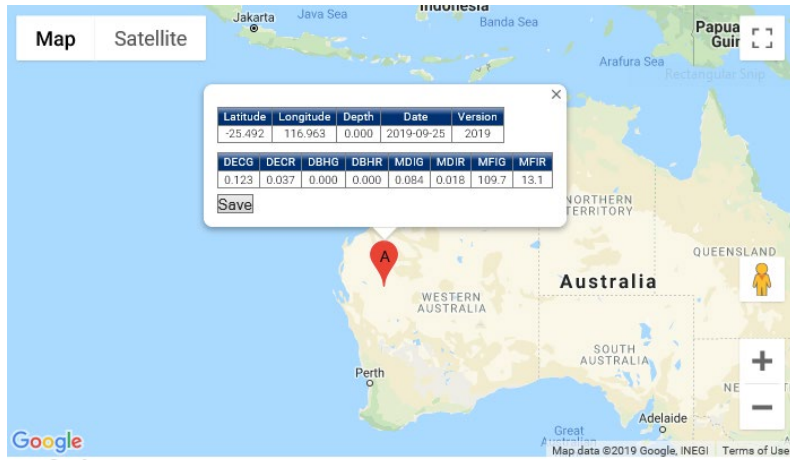 Map Satellite
Jakarta
Java Sea
Indonesia
Banda Sea
Papua
Guin
Arafura Sea
Rectangular Snip
Latitude Longitude Depth Date Version
-25.492 116.963 0.000 2019-09-25 2019
DECG DECR DBHG DBHR MDIG MDIR MFIG MFIR
0.123 0.037 0.000 0.000 0.084 0.018 109.7 13.1
Save
NORTHERN
TERRITORY
QUEENSLAND
A
Australia
WESTERN
AUSTRALIA
SOUTH
AUSTRALIA
Perth
NE
Adelaide
Great
Australian
Google
Map data ©2019 Google, INEGI Terms of Use